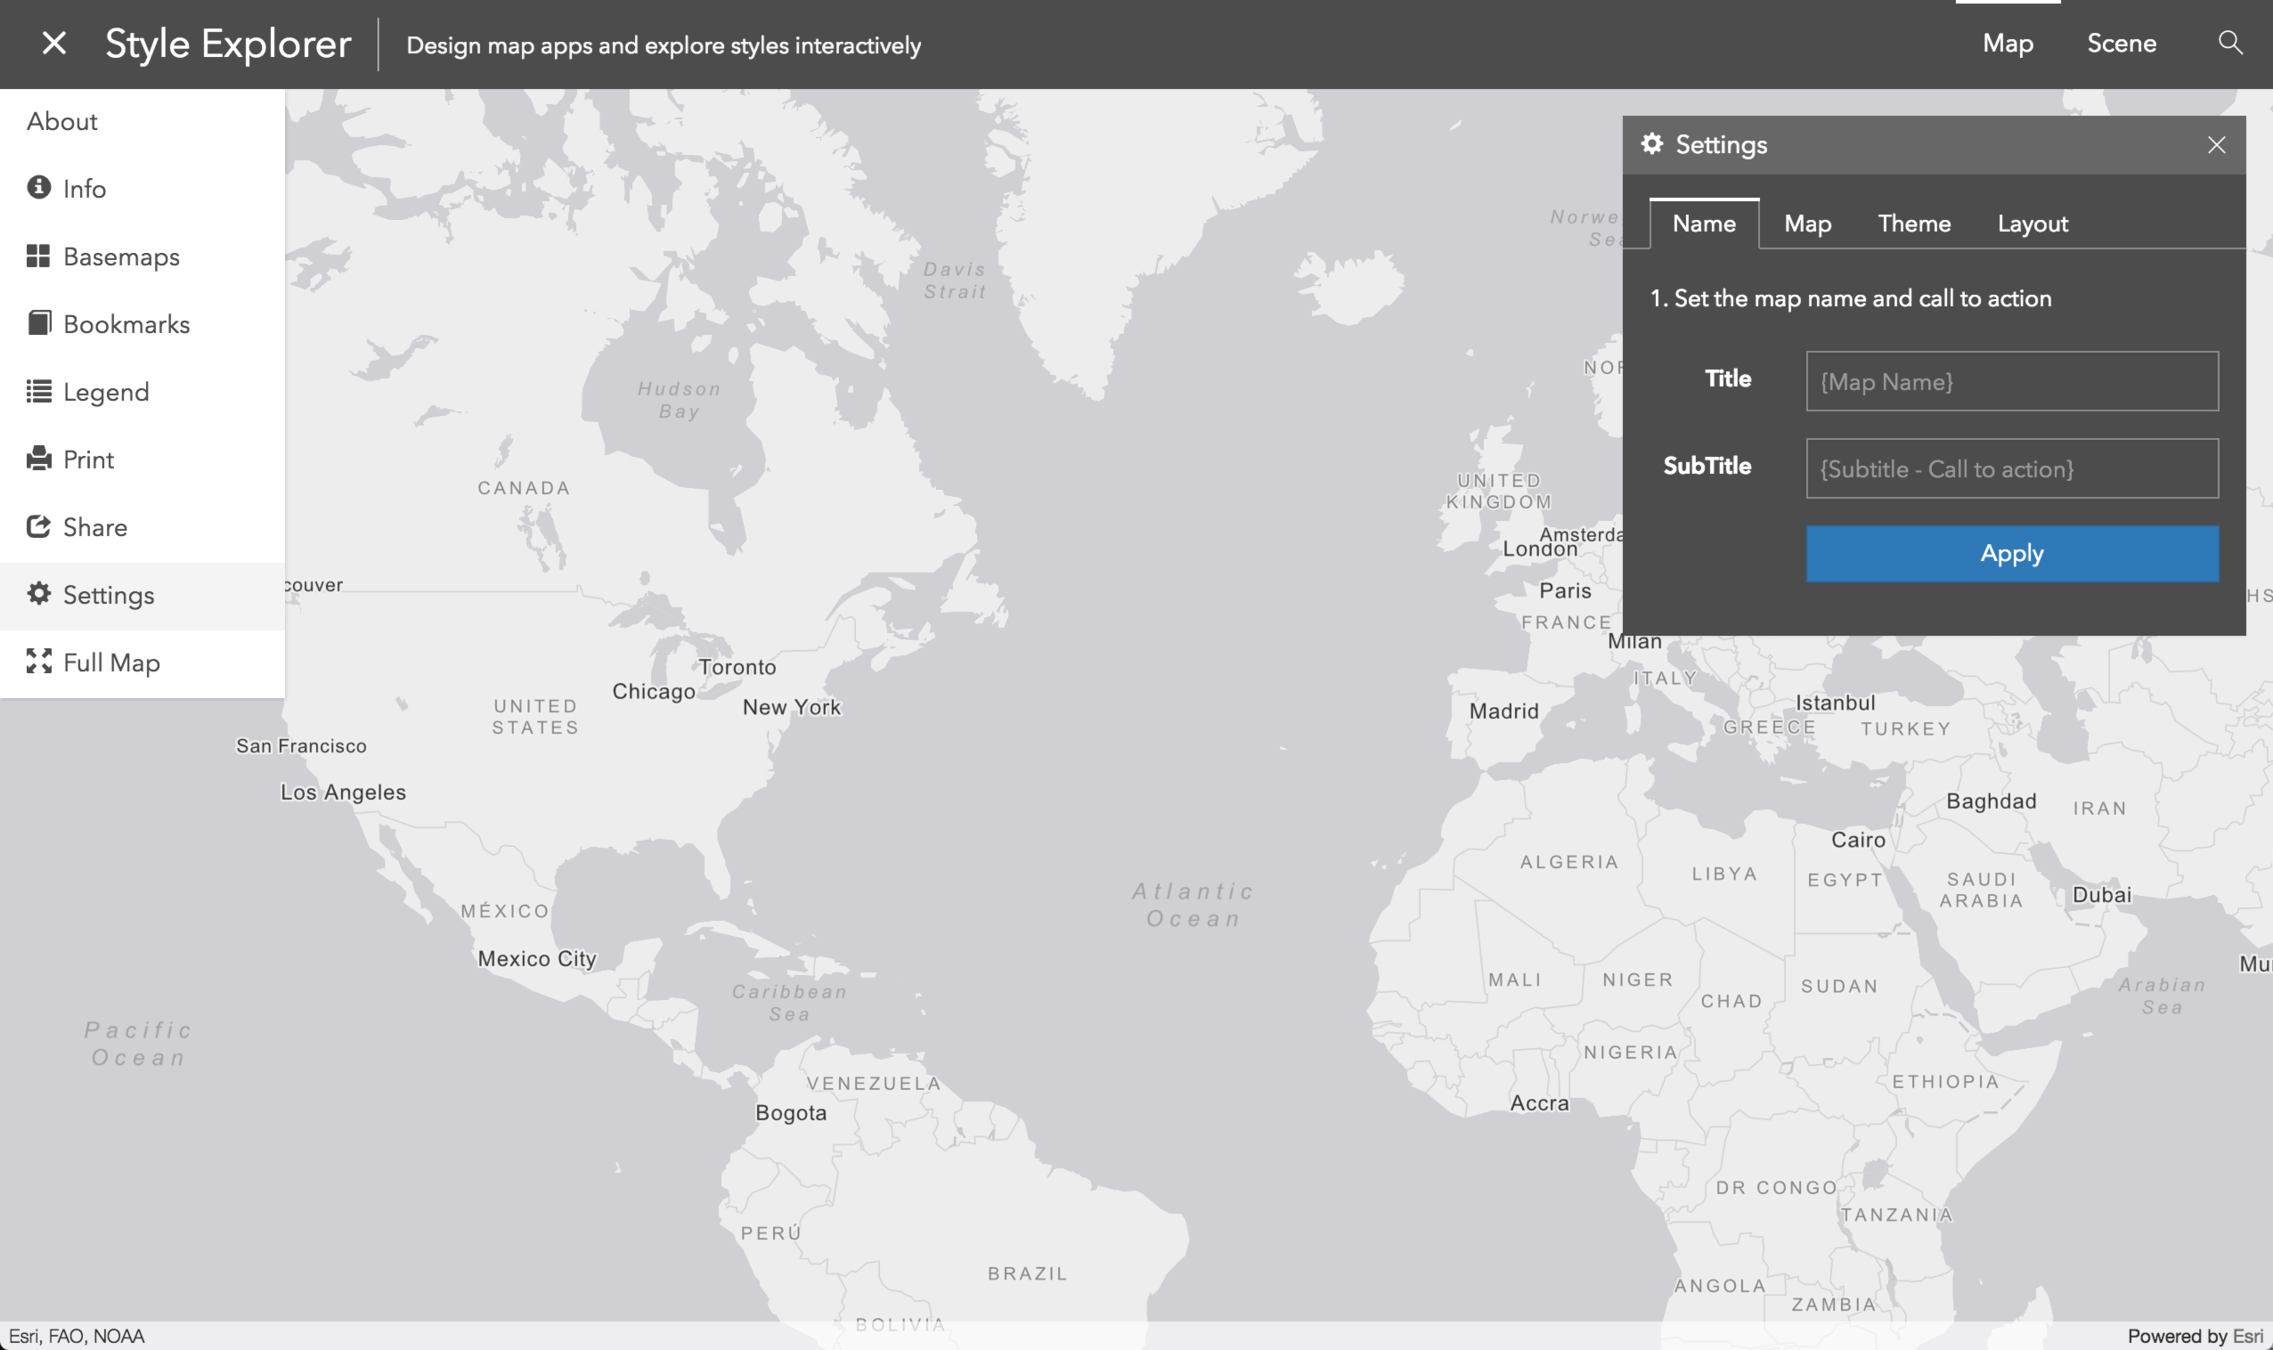 Style Explorer
Design map apps and explore styles interactively
Map
Scene
About
Info
Basemaps
Bookmarks
Legend
Print
Share
Settings
Full Map
Settings
Name
Map
Theme
Layout
1. Set the map name and call to action
Title
{Map Name}
SubTitle
{Subtitle - Call to action}
Apply
Norwe
Sea
Davis
Strait
Hudson
Bay
CANADA
UNITED
KINGDOM
Amsterda
London
Paris
FRANCE
Milan
ITALY
couver
Toronto
Chicago
New York
UNITED
STATES
San Francisco
Los Angeles
Madrid
Istanbul
GREECE
TURKEY
Baghdad
IRAN
Cairo
ALGERIA
LIBYA
EGYPT
SAUDI
ARABIA
Dubai
Atlantic
Ocean
MÉXICO
Mexico City
Caribbean
Sea
Pacific
Ocean
MALI
NIGER
CHAD
SUDAN
Arabian
Sea
NIGERIA
ETHIOPIA
VENEZUELA
Bogota
Accra
DR CONGO
TANZANIA
PERÚ
BRAZIL
ANGOLA
ZAMBIA
BOLIVIA
Esri, FAO, NOAA
Powered by Esri